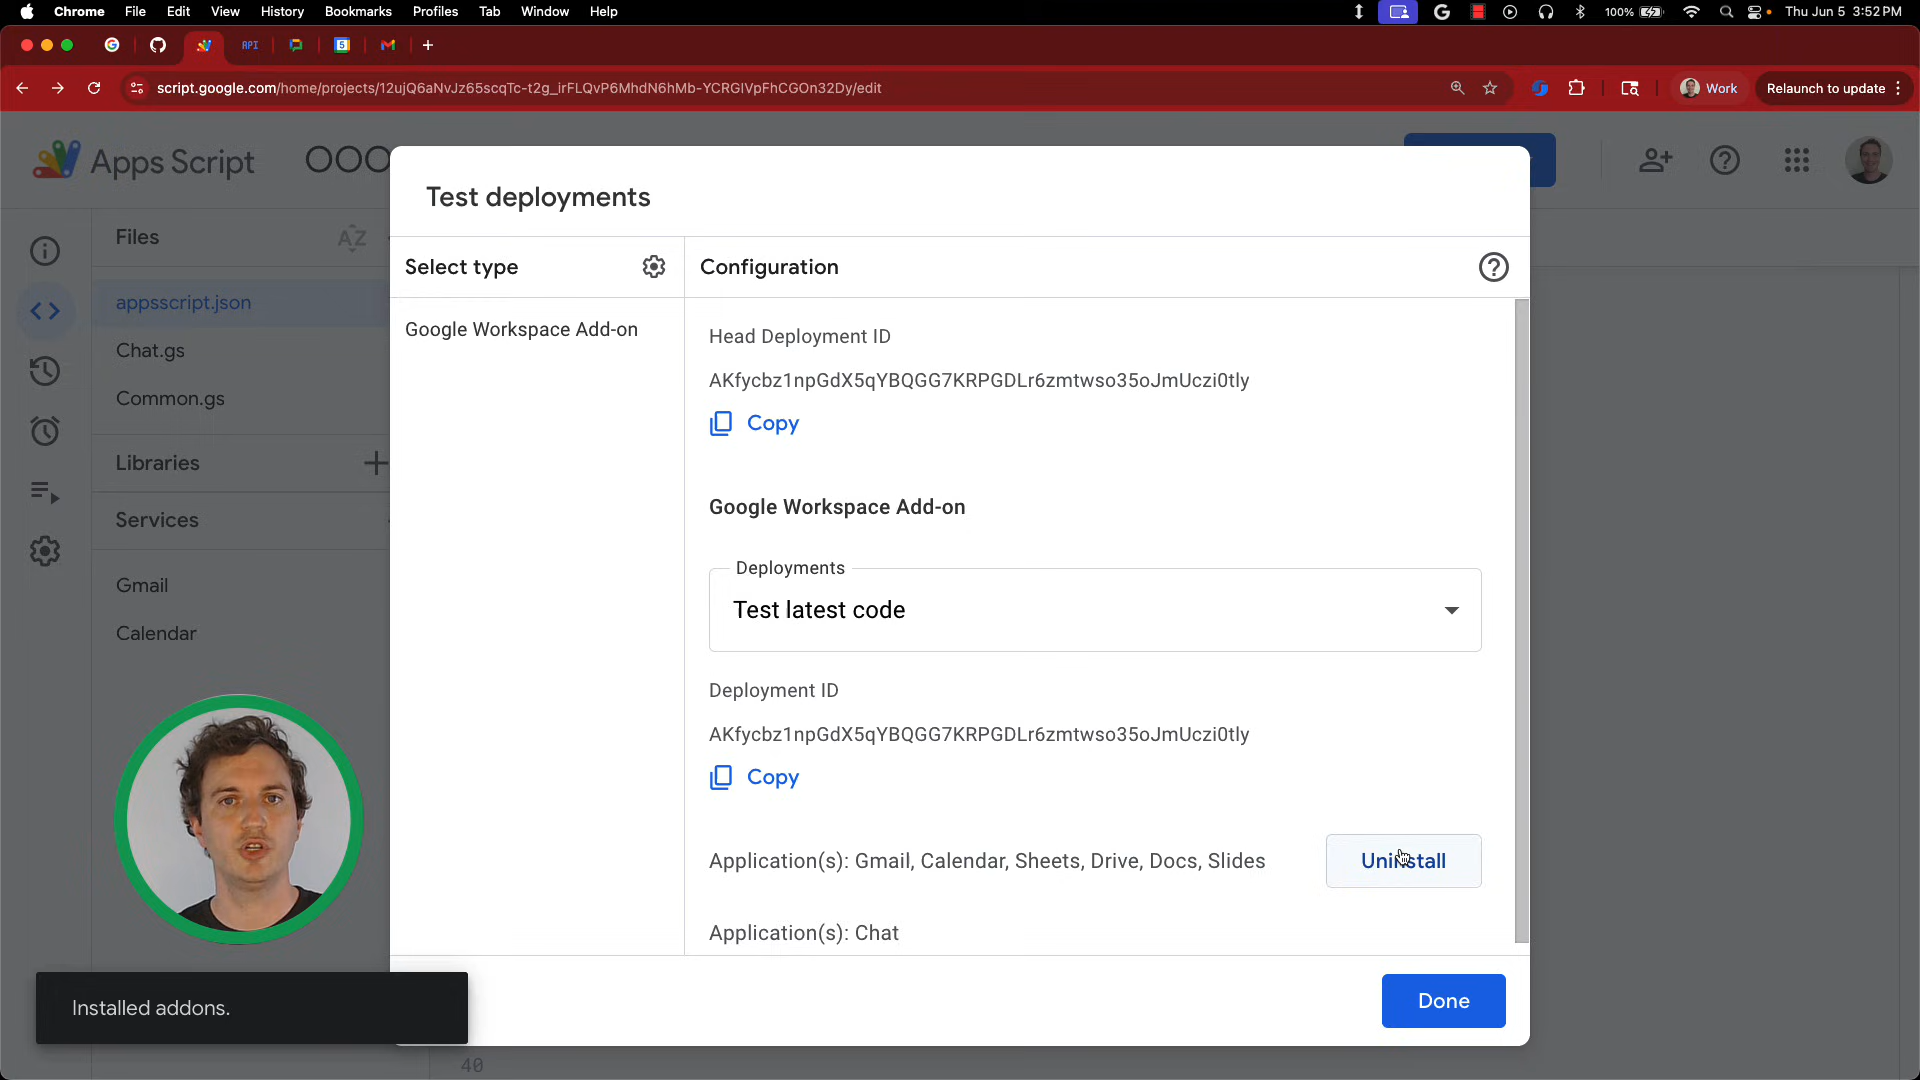 Chrome File Edit View History Bookmarks Profiles Tab Window Help 100% Thu Jun 5 3:52 PM
API 5
script.google.com/home/projects/12ujQ6aNvJz65scqTc-t2g_irFLQvP6MhdN6hMb-YCRGlVpFhCGOn32Dy/edit Work Relaunch to update
Apps Script OOO
Test deployments
Files AZ
Select type Configuration
appsscript.json
Google Workspace Add-on
Head Deployment ID
Chat.gs
AKfycbz1npGdX5qYBQGG7KRPGDLr6zmtwso35oJmUczi0tly
Common.gs
Copy
Libraries
Google Workspace Add-on
Services
Deployments
Gmail
Test latest code
Calendar
Deployment ID
AKfycbz1npGdX5qYBQGG7KRPGDLr6zmtwso35oJmUczi0tly
Copy
Application(s): Gmail, Calendar, Sheets, Drive, Docs, Slides Uninstall
Application(s): Chat
Done
Installed addons.
40